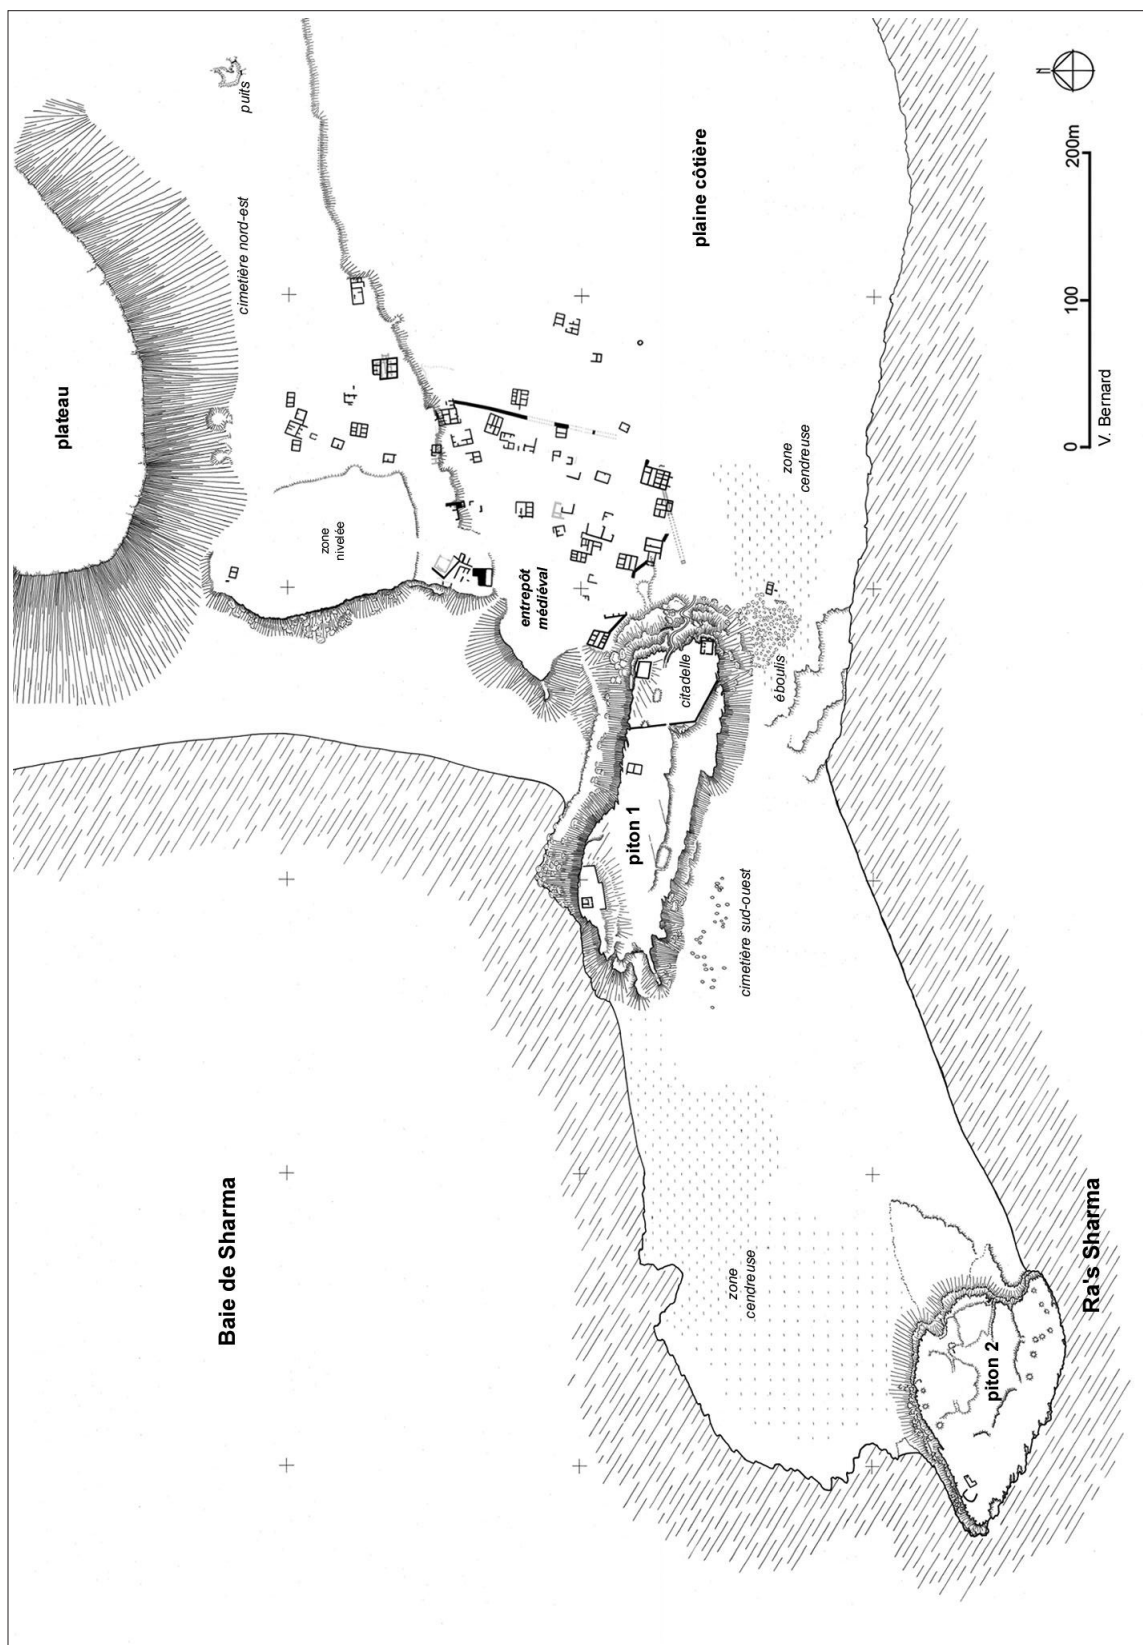 N
puits
cimetière nord-est
plateau
plaine côtière
zone
nivelée
entrepôt
médiéval
zone
cendreuse
citadelle
éboulis
piton 1
cimetière sud-ouest
Baie de Sharma
zone
cendreuse
piton 2
Ra's Sharma
0
100
200m
V. Bernard